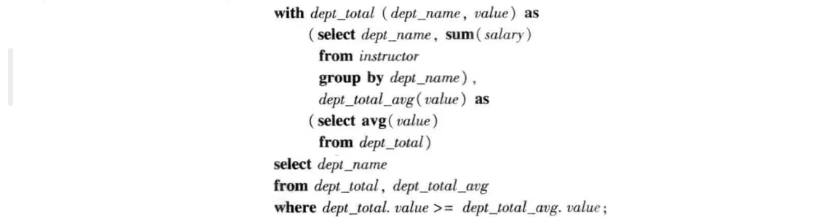 with dept_total (dept_name, value) as
(select dept_name, sum(salary)
from instructor
group by dept_name),
dept_total_avg(value) as
(select avg(value)
from dept_total)
select dept_name
from dept_total, dept_total_avg
where dept_total. value >= dept_total_avg. value;